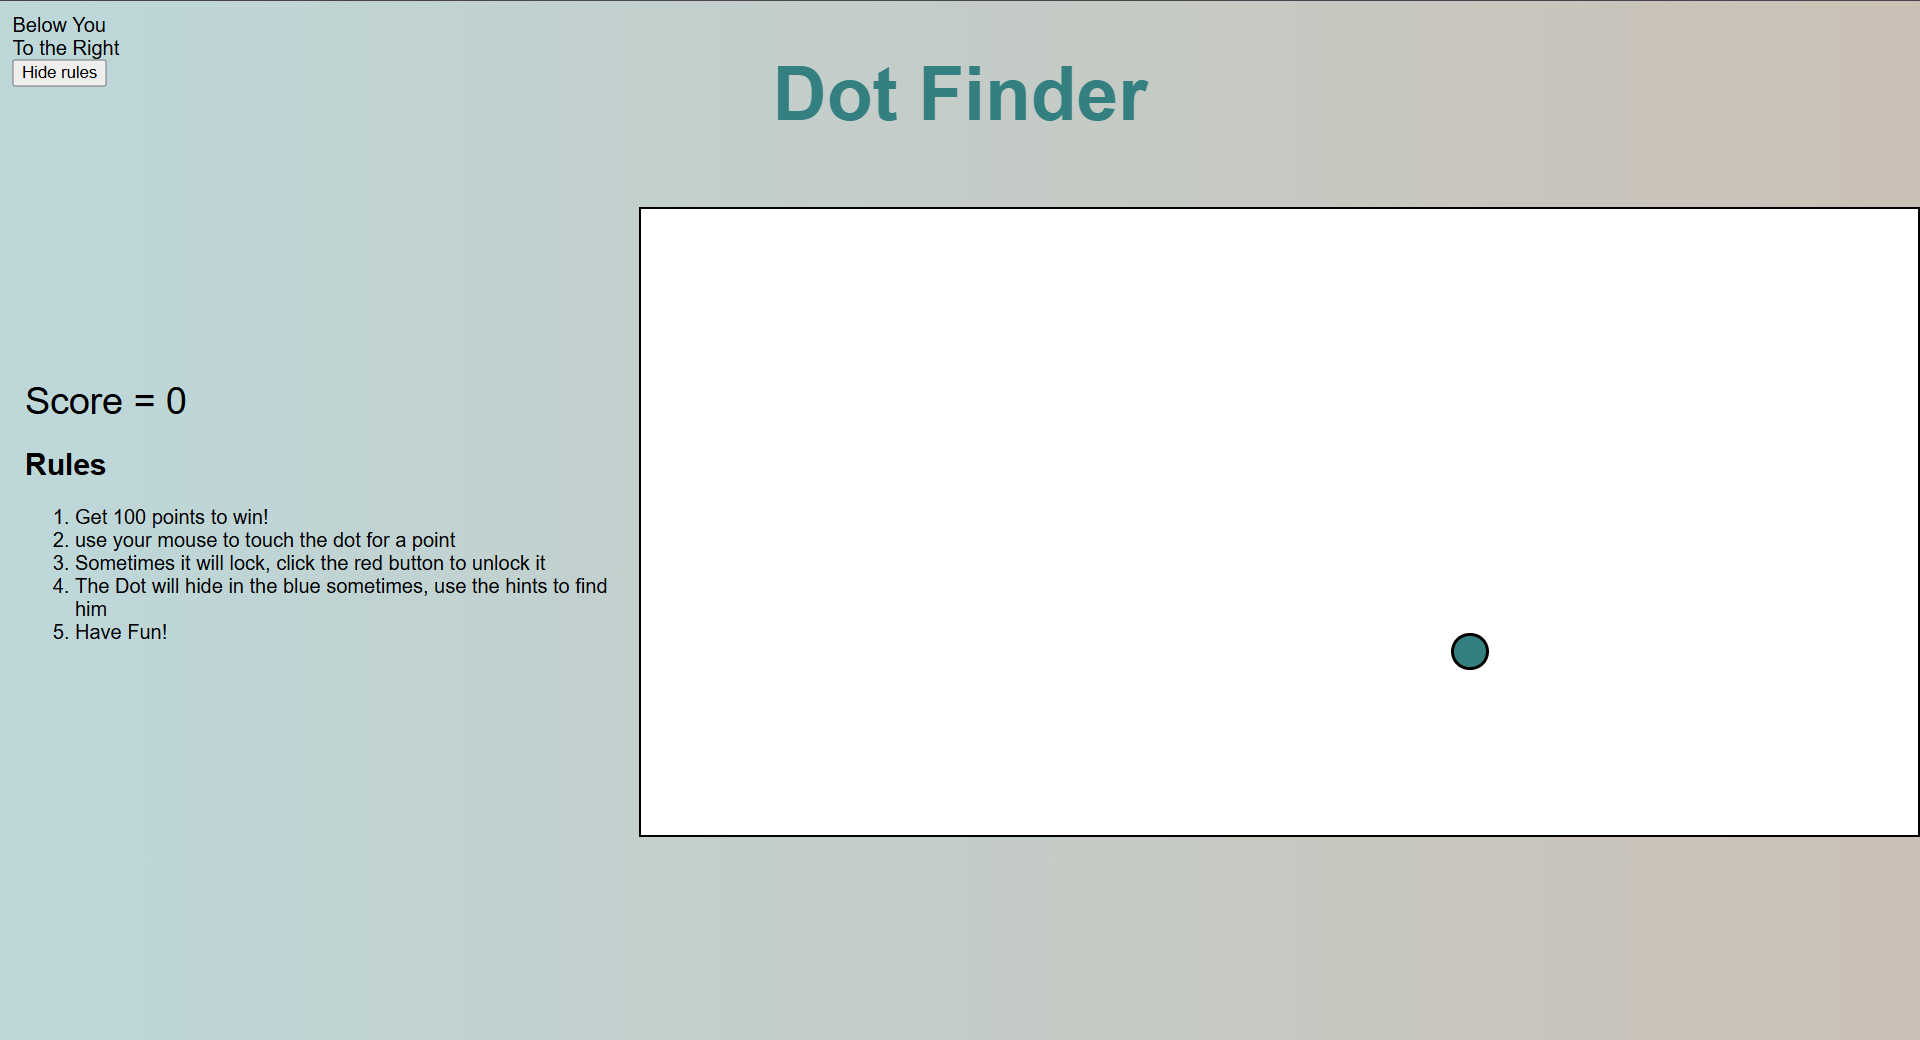 Below You
To the Right
Hide rules
Dot Finder
Score = 0
Rules
1. Get 100 points to win!
2. use your mouse to touch the dot for a point
3. Sometimes it will lock, click the red button to unlock it
4. The Dot will hide in the blue sometimes, use the hints to find
him
5. Have Fun!